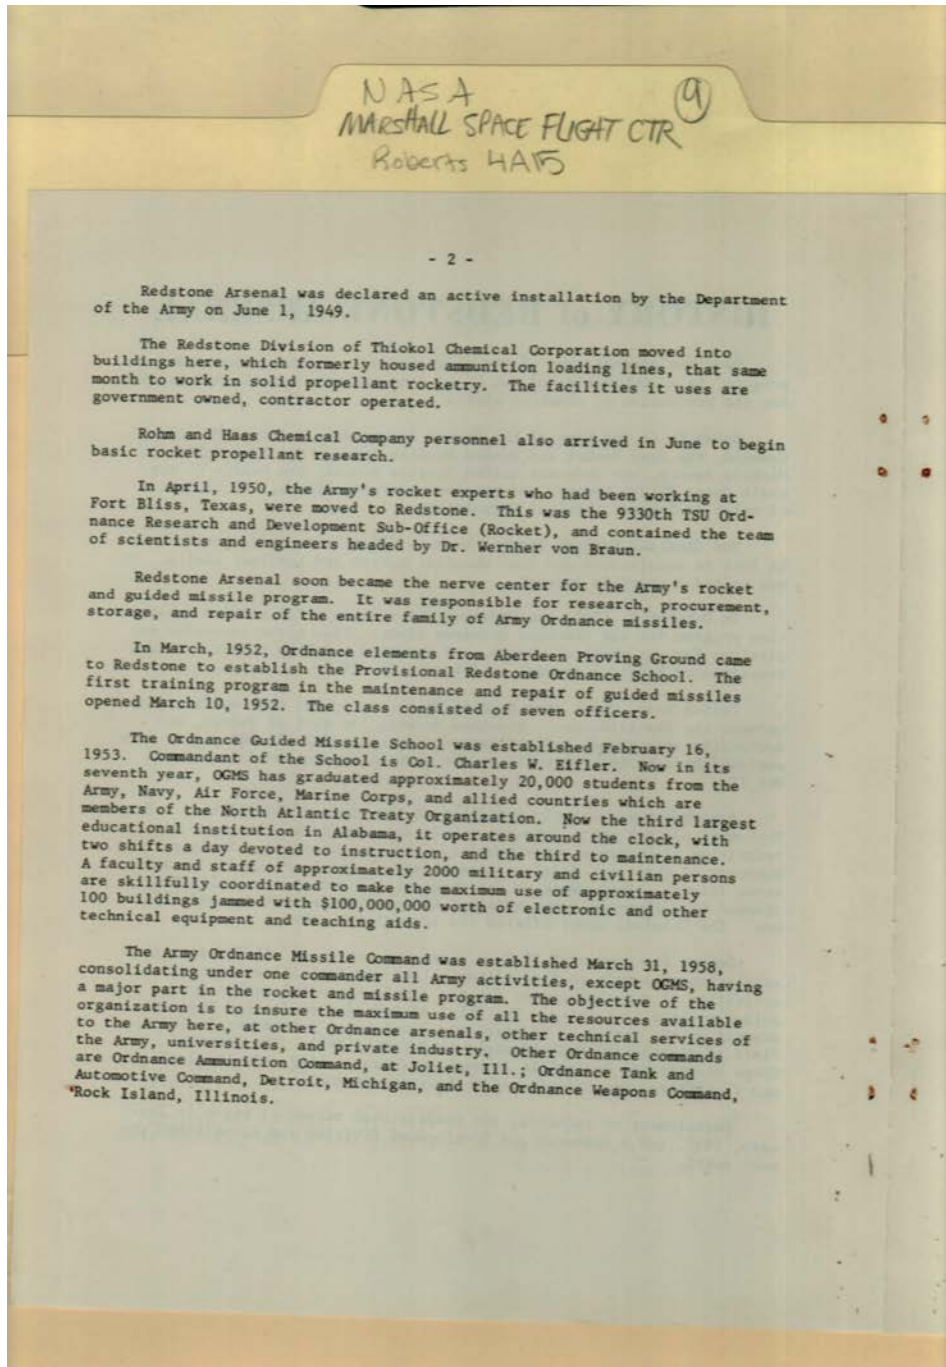 NASA
9
MARSHALL SPACE FLIGHT CTR
Roberts 4A15
- 2 -
Redstone Arsenal was declared an active installation by the Department
of the Army on June 1, 1949.
The Redstone Division of Thiokol Chemical Corporation moved into
buildings here, which formerly housed ammunition loading lines, that same
month to work in solid propellant rocketry. The facilities it uses are
government owned, contractor operated.
Rohm and Haas Chemical Company personnel also arrived in June to begin
basic rocket propellant research.
In April, 1950, the Army's rocket experts who had been working at
Fort Bliss, Texas, were moved to Redstone. This was the 9330th TSU Ord-
nance Research and Development Sub-Office (Rocket), and contained the team
of scientists and engineers headed by Dr. Wernher von Braun.
Redstone Arsenal soon became the nerve center for the Army's rocket
and guided missile program. It was responsible for research, procurement,
storage, and repair of the entire family of Army Ordnance missiles.
In March, 1952, Ordnance elements from Aberdeen Proving Ground came
to Redstone to establish the Provisional Redstone Ordnance School. The
first training program in the maintenance and repair of guided missiles
opened March 10, 1952. The class consisted of seven officers.
The Ordnance Guided Missile School was established February 16,
1953. Commandant of the School is Col. Charles W. Eifler. Now in its
seventh year, OGMS has graduated approximately 20,000 students from the
Army, Navy, Air Force, Marine Corps, and allied countries which are
members of the North Atlantic Treaty Organization. Now the third largest
educational institution in Alabama, it operates around the clock, with
two shifts a day devoted to instruction, and the third to maintenance.
A faculty and staff of approximately 2000 military and civilian persons
are skillfully coordinated to make the maximum use of approximately
100 buildings jammed with $100,000,000 worth of electronic and other
technical equipment and teaching aids.
The Army Ordnance Missile Command was established March 31, 1958,
consolidating under one commander all Army activities, except OGMS, having
a major part in the rocket and missile program. The objective of the
organization is to insure the maximum use of all the resources available
to the Army here, at other Ordnance arsenals, other technical services of
the Army, universities, and private industry. Other Ordnance commands
are Ordnance Ammunition Command, at Joliet, Ill.; Ordnance Tank and
Automotive Command, Detroit, Michigan, and the Ordnance Weapons Command,
Rock Island, Illinois.